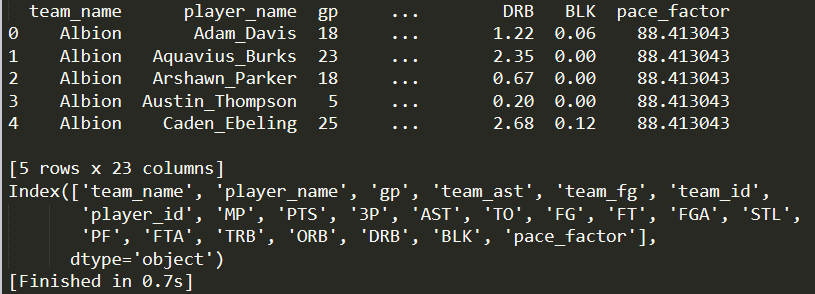 team_name player_name gp ... DRB BLK pace_factor
0 Albion Adam_Davis 18 ... 1.22 0.06 88.413043
1 Albion Aquavius_Burks 23 ... 2.35 0.00 88.413043
2 Albion Arshawn_Parker 18 ... 0.67 0.00 88.413043
3 Albion Austin_Thompson 5 ... 0.20 0.00 88.413043
4 Albion Caden_Ebeling 25 ... 2.68 0.12 88.413043
[5 rows x 23 columns]
Index(['team_name', 'player_name', 'gp', 'team_ast', 'team_fg', 'team_id',
'player_id', 'MP', 'PTS', '3P', 'AST', 'TO', 'FG', 'FT', 'FGA', 'STL',
'PF', 'FTA', 'TRB', 'ORB', 'DRB', 'BLK', 'pace_factor'],
dtype='object')
[Finished in 0.7s]